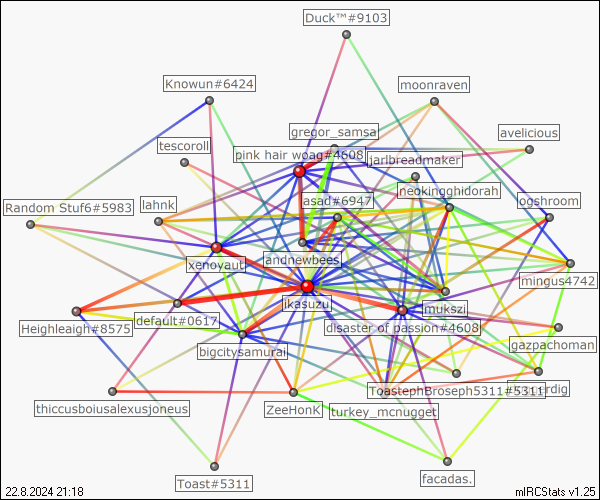 Duck™#9103
Knowun#6424
moonraven
gregor_samsa
avelicious
tescoroll
pink hair woag#4608
jarlbreadmaker
neokingghidorah
lahnk
asad#6947
ogshroom
Random Stuf6#5983
xenoyaut
andnewbees
mingus4742
ikasuzu
mukszi
Heighleaigh#8575
default#0617
disaster of passion#4608
gazpachoman
bigcitysamurai
ToastephBroseph5311#5311
thiccusboiusalexusjoneus
ZeeHonK
turkey_mcnugget
Toast#5311
facadas.
22.8.2024 21:18
mIRCStats v1.25